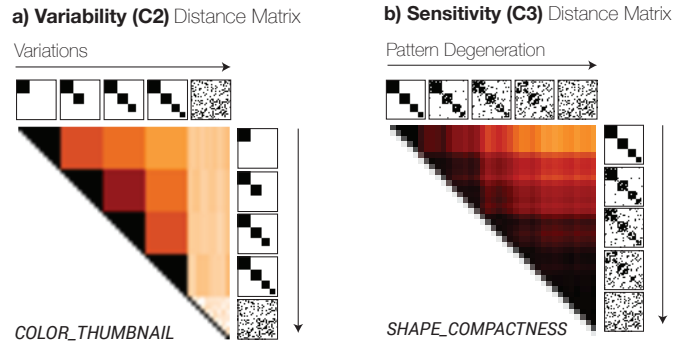 a) Variability (C2) Distance Matrix
Variations
COLOR_THUMBNAIL
b) Sensitivity (C3) Distance Matrix
Pattern Degeneration
SHAPE_COMPACTNESS